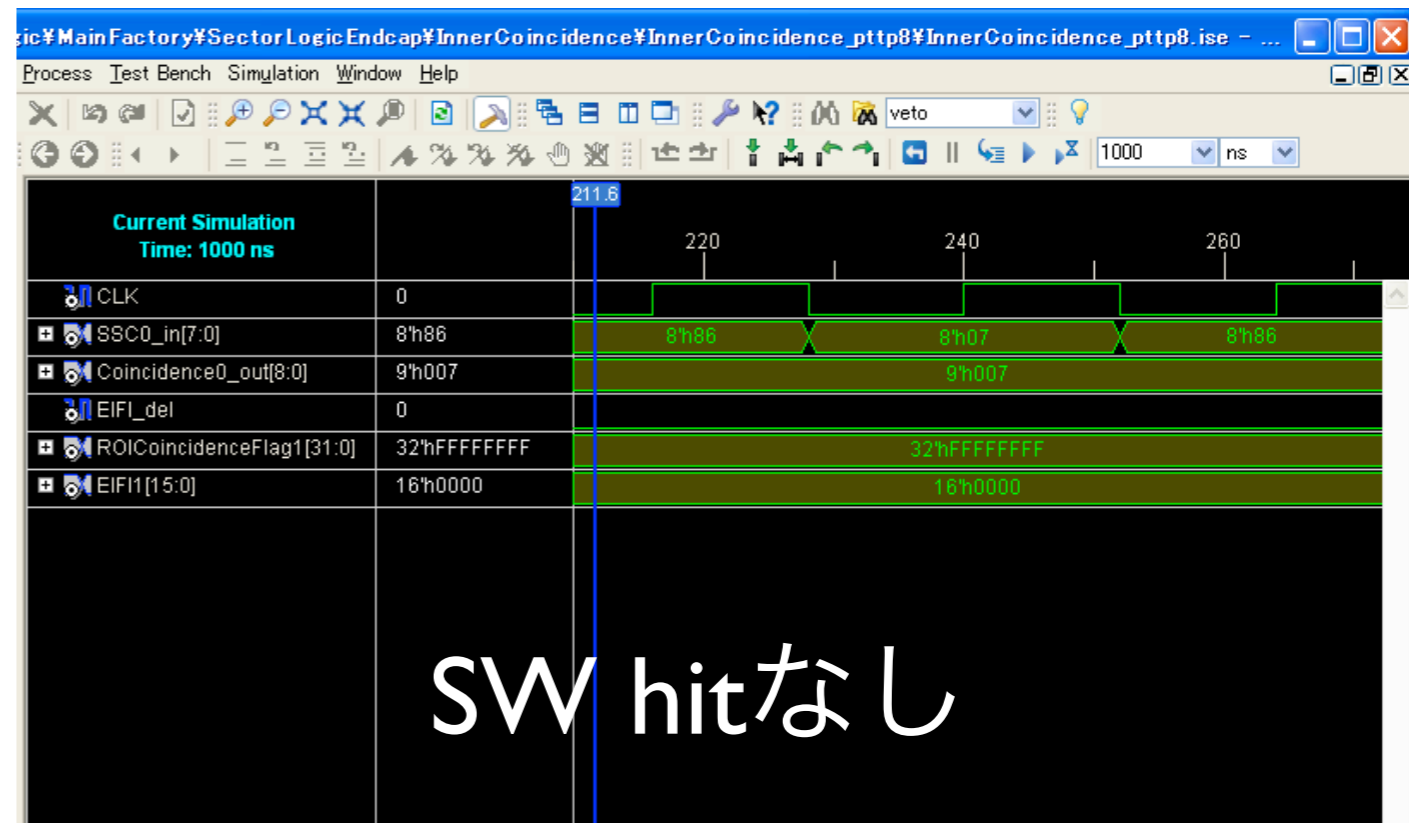 gic¥MainFactory¥SectorLogicEndcap¥InnerCoincidence¥InnerCoincidence_pttp8¥InnerCoincidence_pttp8.ise - ...
Process Test Bench Simulation Window Help
veto
1000 ns
211.6
Current Simulation
Time: 1000 ns
220 240 260
CLK 0
SSC0_in[7:0] 8'h86 8'h86 8'h07 8'h86
Coincidence0_out[8:0] 9'h007 9'h007
EIFI_del 0
ROICoincidenceFlag1[31:0] 32'hFFFFFFFF 32'hFFFFFFFF
EIFI1[15:0] 16'h0000 16'h0000
SW hitなし